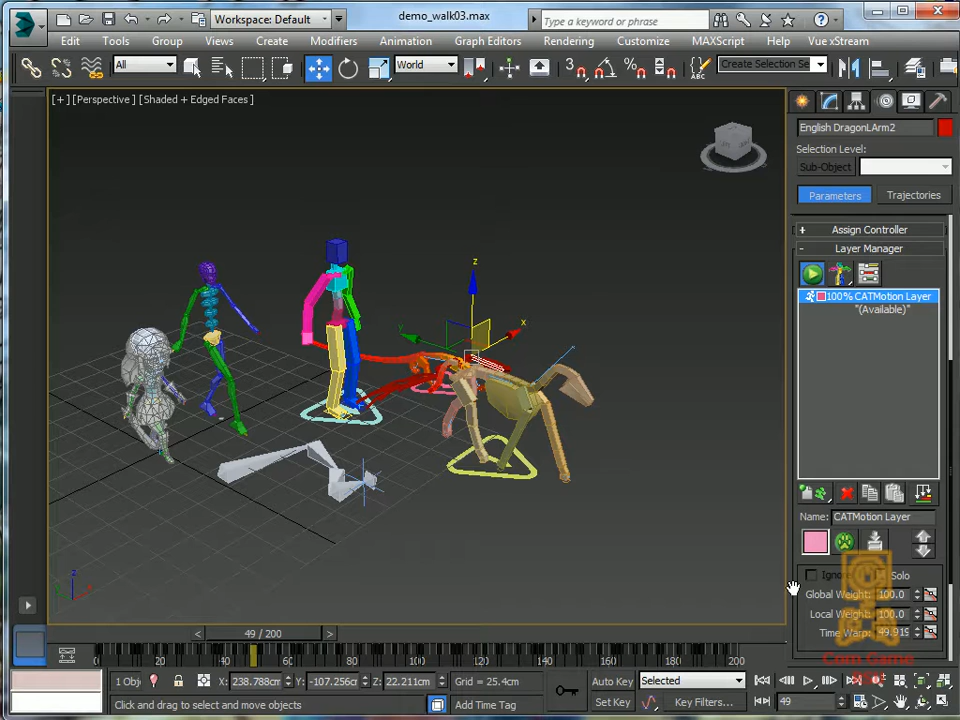 Workspace: Default
demo_walk03.max
Type a keyword or phrase
Edit Tools Group Views Create Modifiers Animation Graph Editors Rendering Customize MAXScript Help Vue xStream
All
World
3
Create Selection Se
[+] [Perspective] [Shaded + Edged Faces]
English DragonLArm2
Selection Level:
Sub-Object
Parameters Trajectories
+ Assign Controller
- Layer Manager
100% CATMotion Layer
"(Available)"
Name: CATMotion Layer
Solo
Global Weight: 100.0
Local Weight: 100.0
Time Warp: 49.919
z
x
y
49 / 200
0 20 40 60 80 100 120 140 160 180 200
1 Obj
X: 238.788cm Y: -107.256cm Z: 22.211cm Grid = 25.4cm
Auto Key Selected
Click and drag to select and move objects
Add Time Tag
Set Key Key Filters... 49